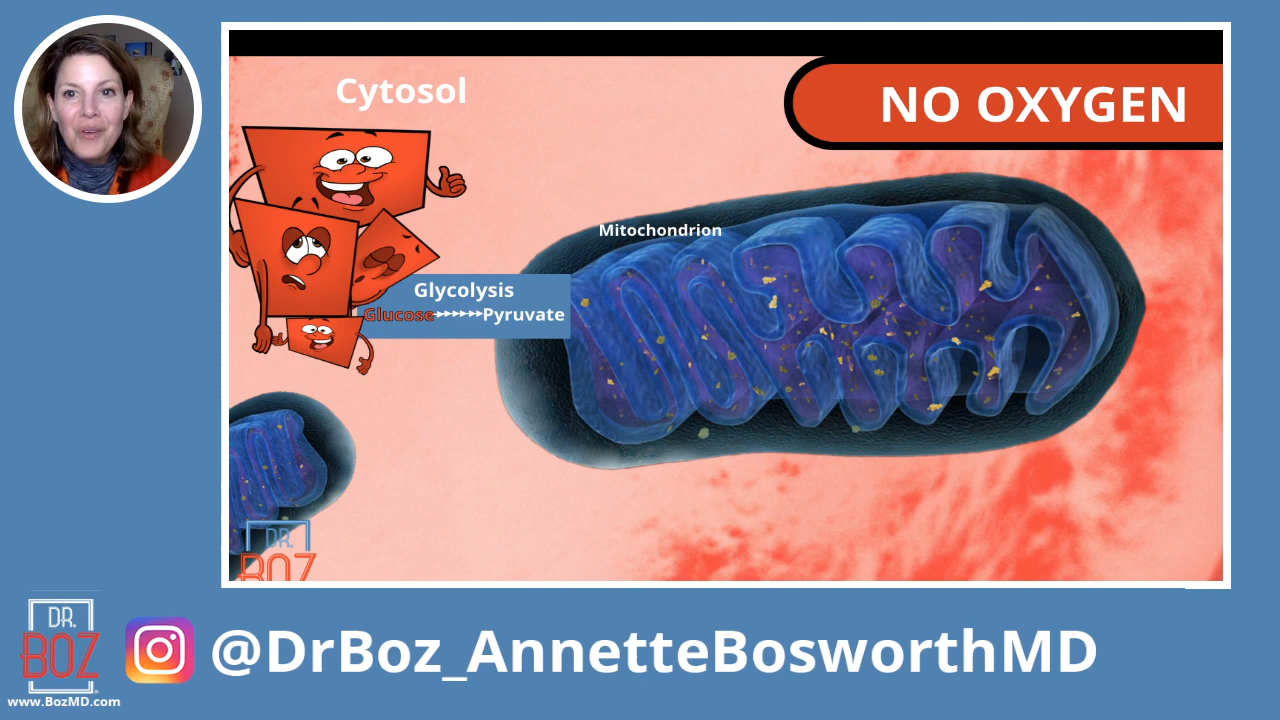 Cytosol
NO OXYGEN
Mitochondrion
Glycolysis
Glucose Pyruvate
DR.
BOZ
DR.
BOZ
@DrBoz_AnnetteBosworthMD
www.BozMD.com